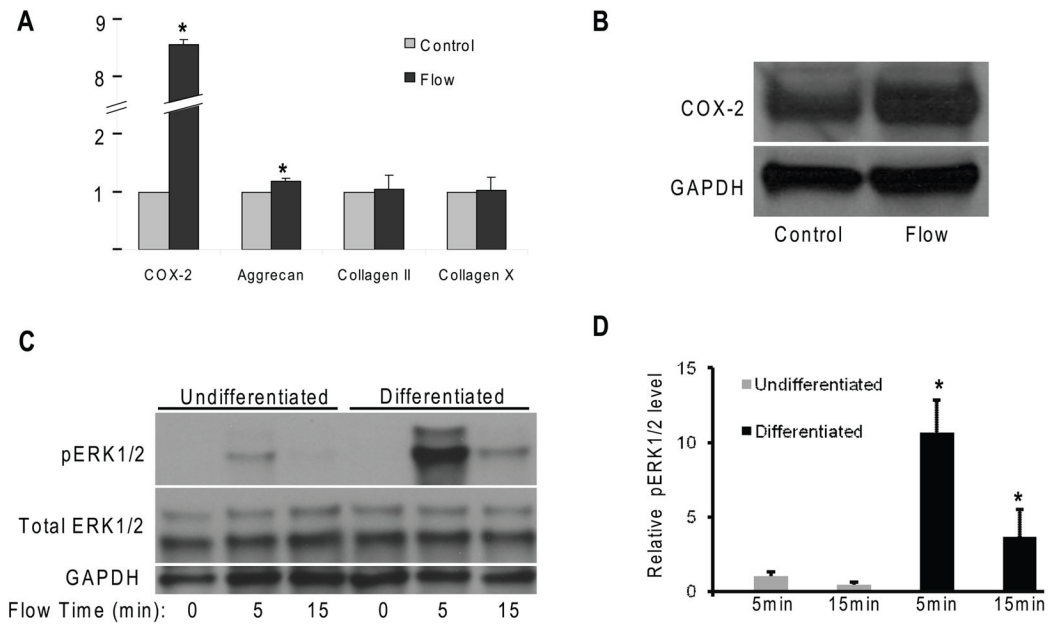 A
9
8
2
1
*
*
Control
Flow
COX-2 Aggrecan Collagen II Collagen X
B
COX-2
GAPDH
Control Flow
C
Undifferentiated Differentiated
pERK1/2
Total ERK1/2
GAPDH
Flow Time (min): 0 5 15 0 5 15
D
Relative pERK1/2 level
15
10
5
0
Undifferentiated
Differentiated
*
*
5min 15min 5min 15min